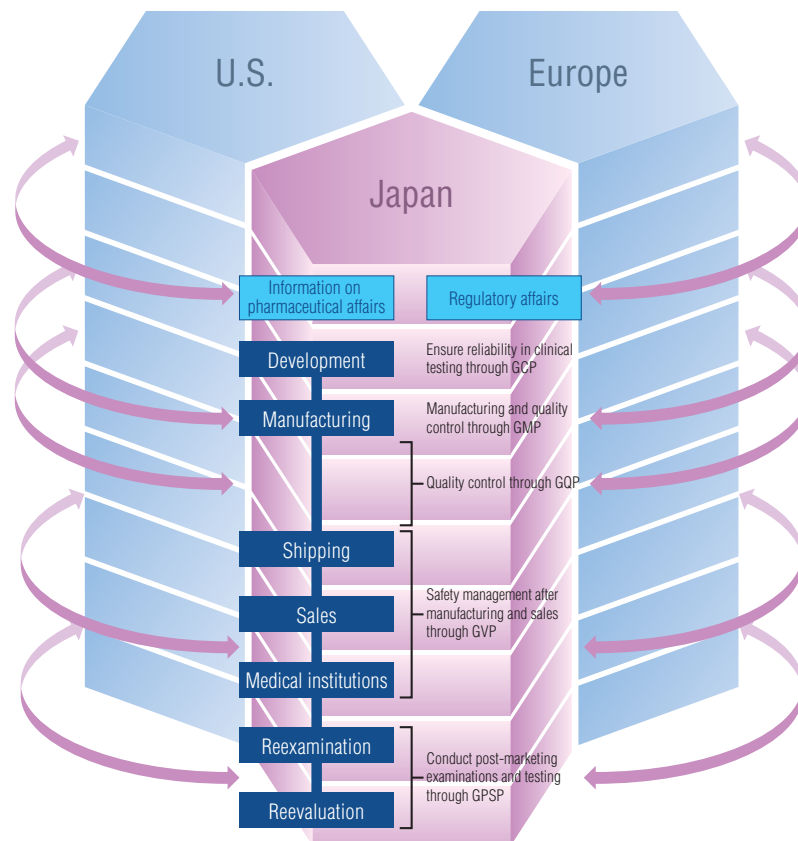 U.S.
Europe
Japan
Information on
pharmaceutical affairs
Regulatory affairs
Development
Ensure reliability in clinical
testing through GCP
Manufacturing
Manufacturing and quality
control through GMP
Quality control through GQP
Shipping
Sales
Safety management after
manufacturing and sales
through GVP
Medical institutions
Reexamination
Conduct post-marketing
examinations and testing
through GPSP
Reevaluation